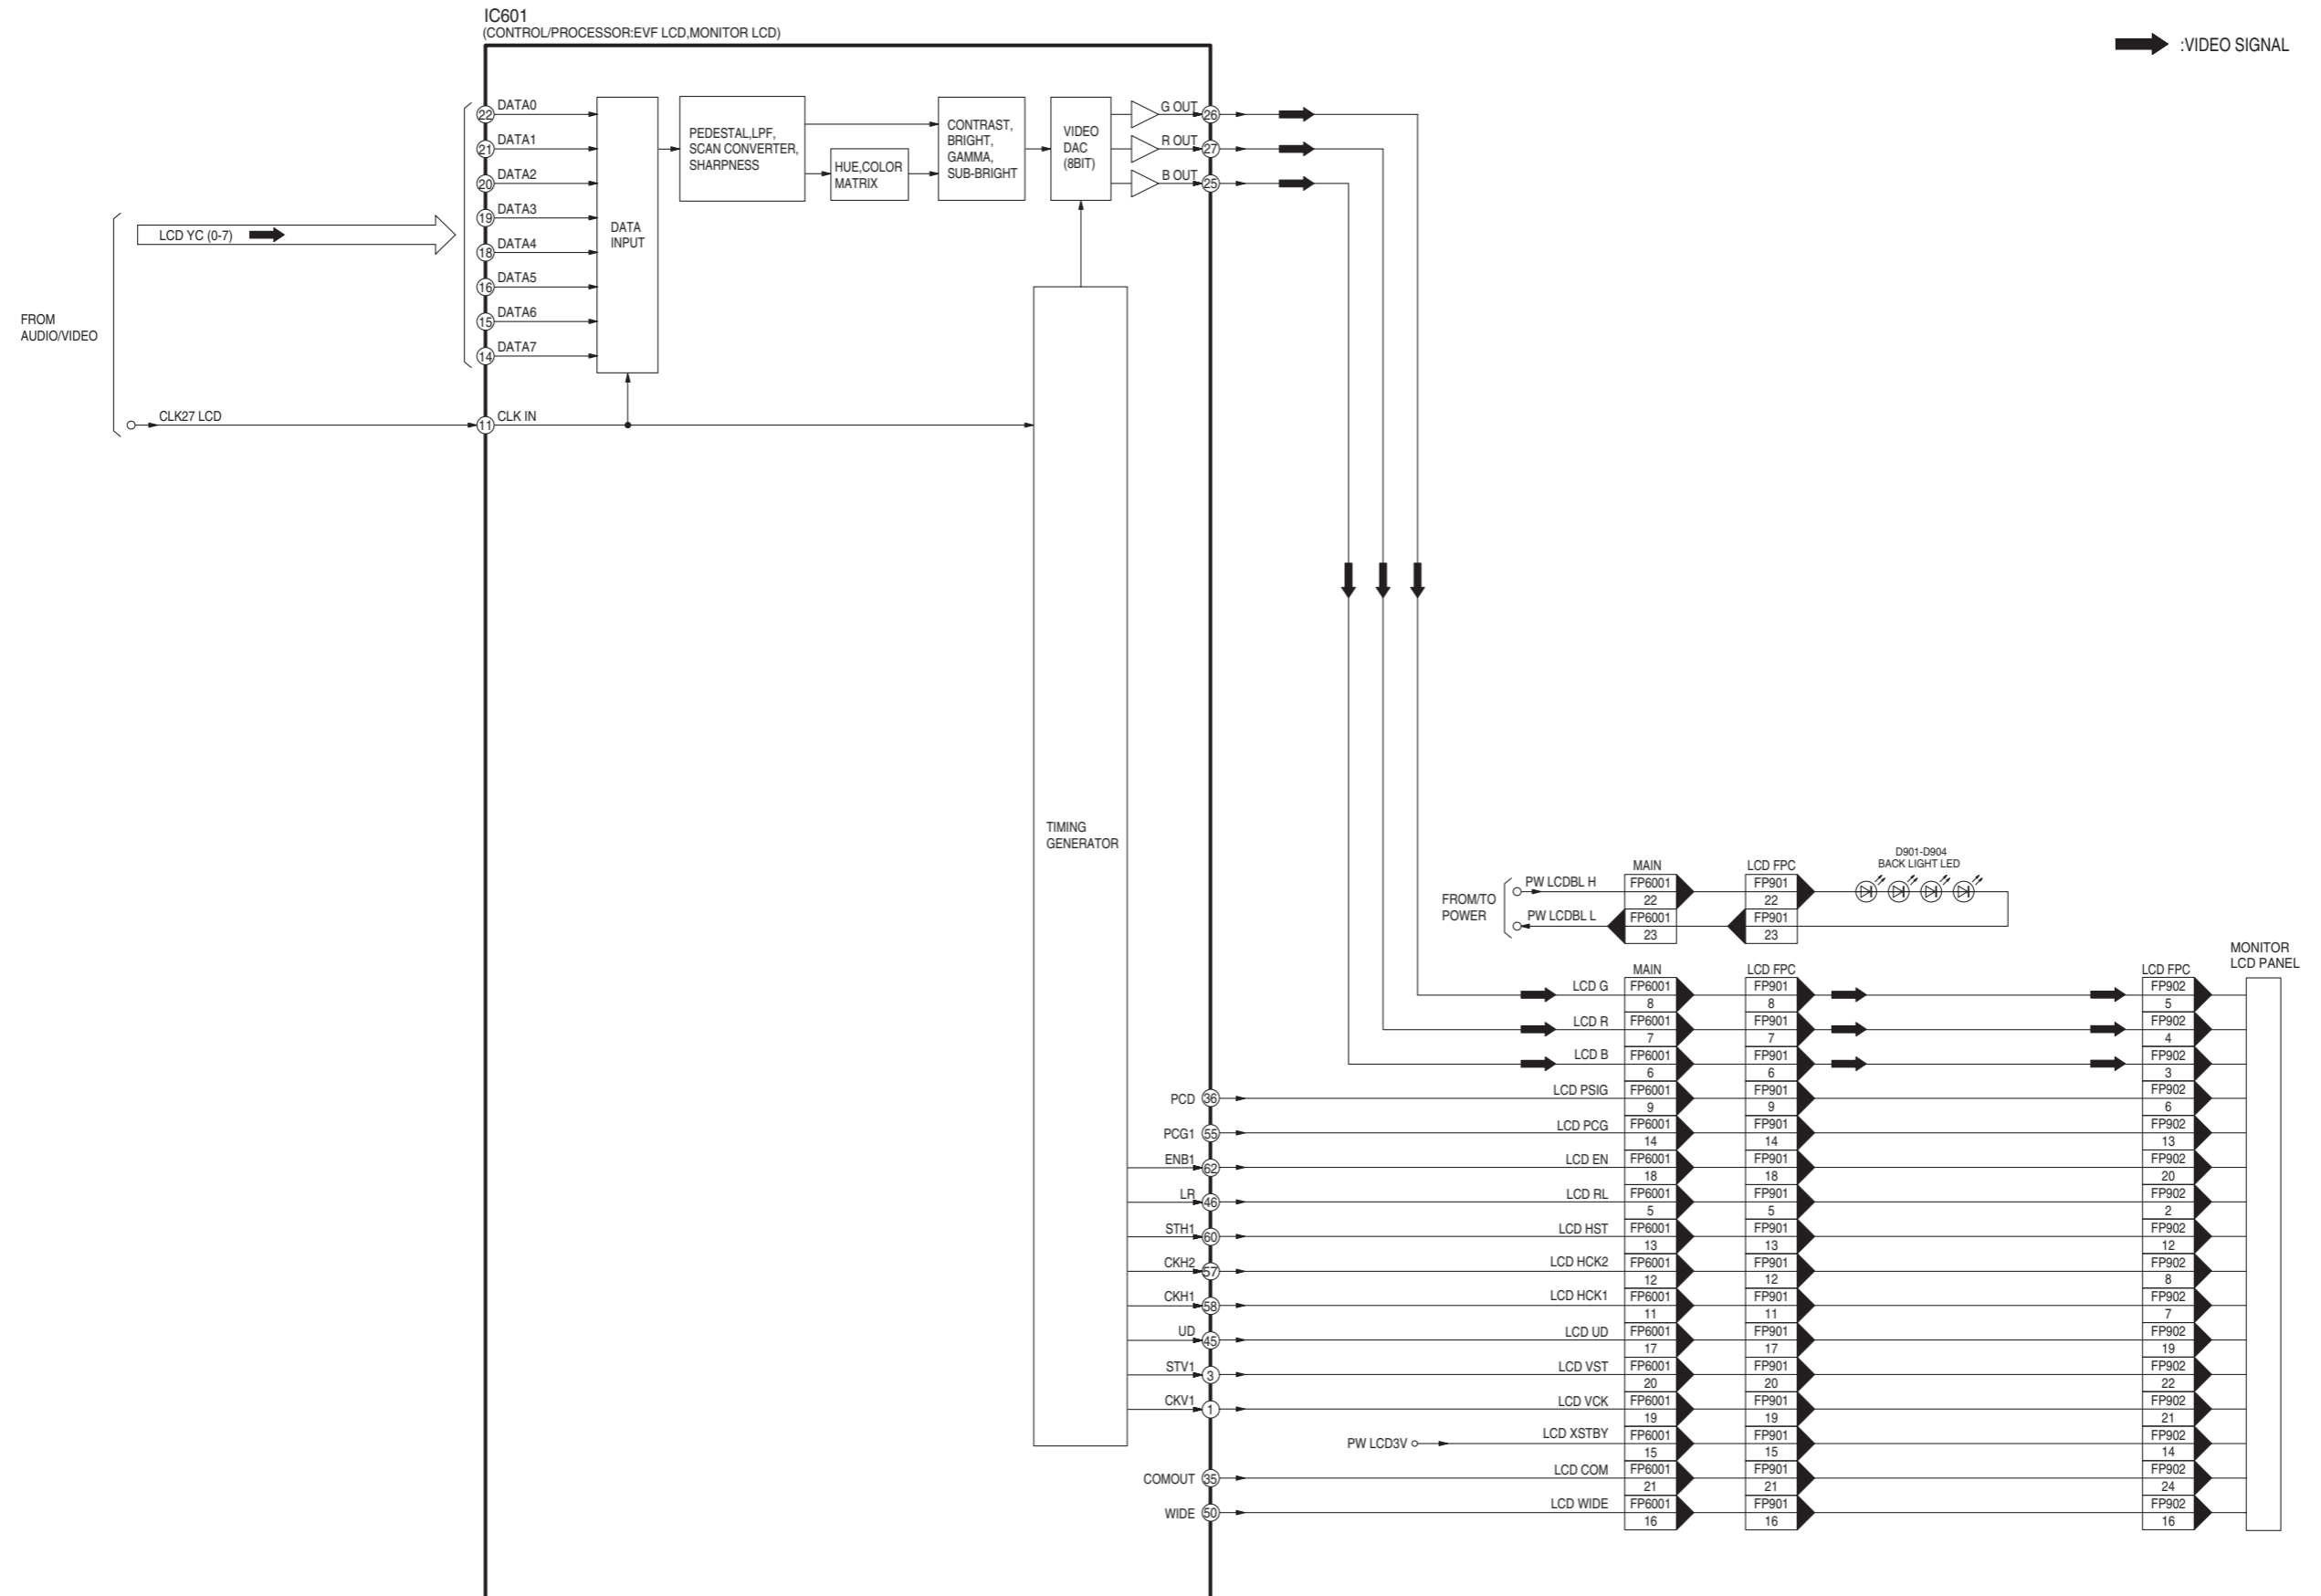 IC601
(CONTROL/PROCESSOR:EVF LCD,MONITOR LCD)
:VIDEO SIGNAL
FROM
AUDIO/VIDEO
LCD YC (0-7)
CLK27 LCD
22 DATA0
21 DATA1
20 DATA2
19 DATA3
18 DATA4
16 DATA5
15 DATA6
14 DATA7
11 CLK IN
DATA
INPUT
PEDESTAL,LPF,
SCAN CONVERTER,
SHARPNESS
HUE,COLOR
MATRIX
CONTRAST,
BRIGHT,
GAMMA,
SUB-BRIGHT
VIDEO
DAC
(8BIT)
G OUT 26
R OUT 27
B OUT 25
TIMING
GENERATOR
FROM/TO
POWER
PW LCDBL H
PW LCDBL L
MAIN
FP6001
22
FP6001
23
LCD FPC
FP901
22
FP901
23
D901-D904
BACK LIGHT LED
MONITOR
LCD PANEL
MAIN LCD FPC LCD FPC
LCD G FP6001 FP901 FP902
8 8 5
LCD R FP6001 FP901 FP902
7 7 4
LCD B FP6001 FP901 FP902
6 6 3
PCD 36 LCD PSIG FP6001 FP901 FP902
9 9 6
PCG1 55 LCD PCG FP6001 FP901 FP902
14 14 13
ENB1 62 LCD EN FP6001 FP901 FP902
18 18 20
LR 46 LCD RL FP6001 FP901 FP902
5 5 2
STH1 60 LCD HST FP6001 FP901 FP902
13 13 12
CKH2 57 LCD HCK2 FP6001 FP901 FP902
12 12 8
CKH1 58 LCD HCK1 FP6001 FP901 FP902
11 11 7
UD 45 LCD UD FP6001 FP901 FP902
17 17 19
STV1 3 LCD VST FP6001 FP901 FP902
20 20 22
CKV1 1 LCD VCK FP6001 FP901 FP902
19 19 21
PW LCD3V LCD XSTBY FP6001 FP901 FP902
15 15 14
COMOUT 35 LCD COM FP6001 FP901 FP902
21 21 24
WIDE 50 LCD WIDE FP6001 FP901 FP902
16 16 16